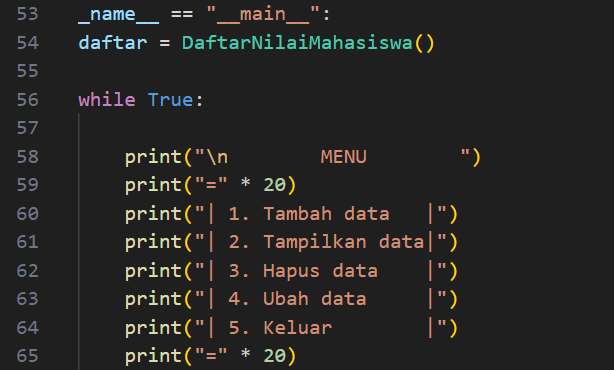 53 _name__ == "__main__":
54 daftar = DaftarNilaiMahasiswa()
55
56 while True:
57
58     print("\n        MENU        ")
59     print("=" * 20)
60     print("| 1. Tambah data   |")
61     print("| 2. Tampilkan data|")
62     print("| 3. Hapus data    |")
63     print("| 4. Ubah data     |")
64     print("| 5. Keluar        |")
65     print("=" * 20)